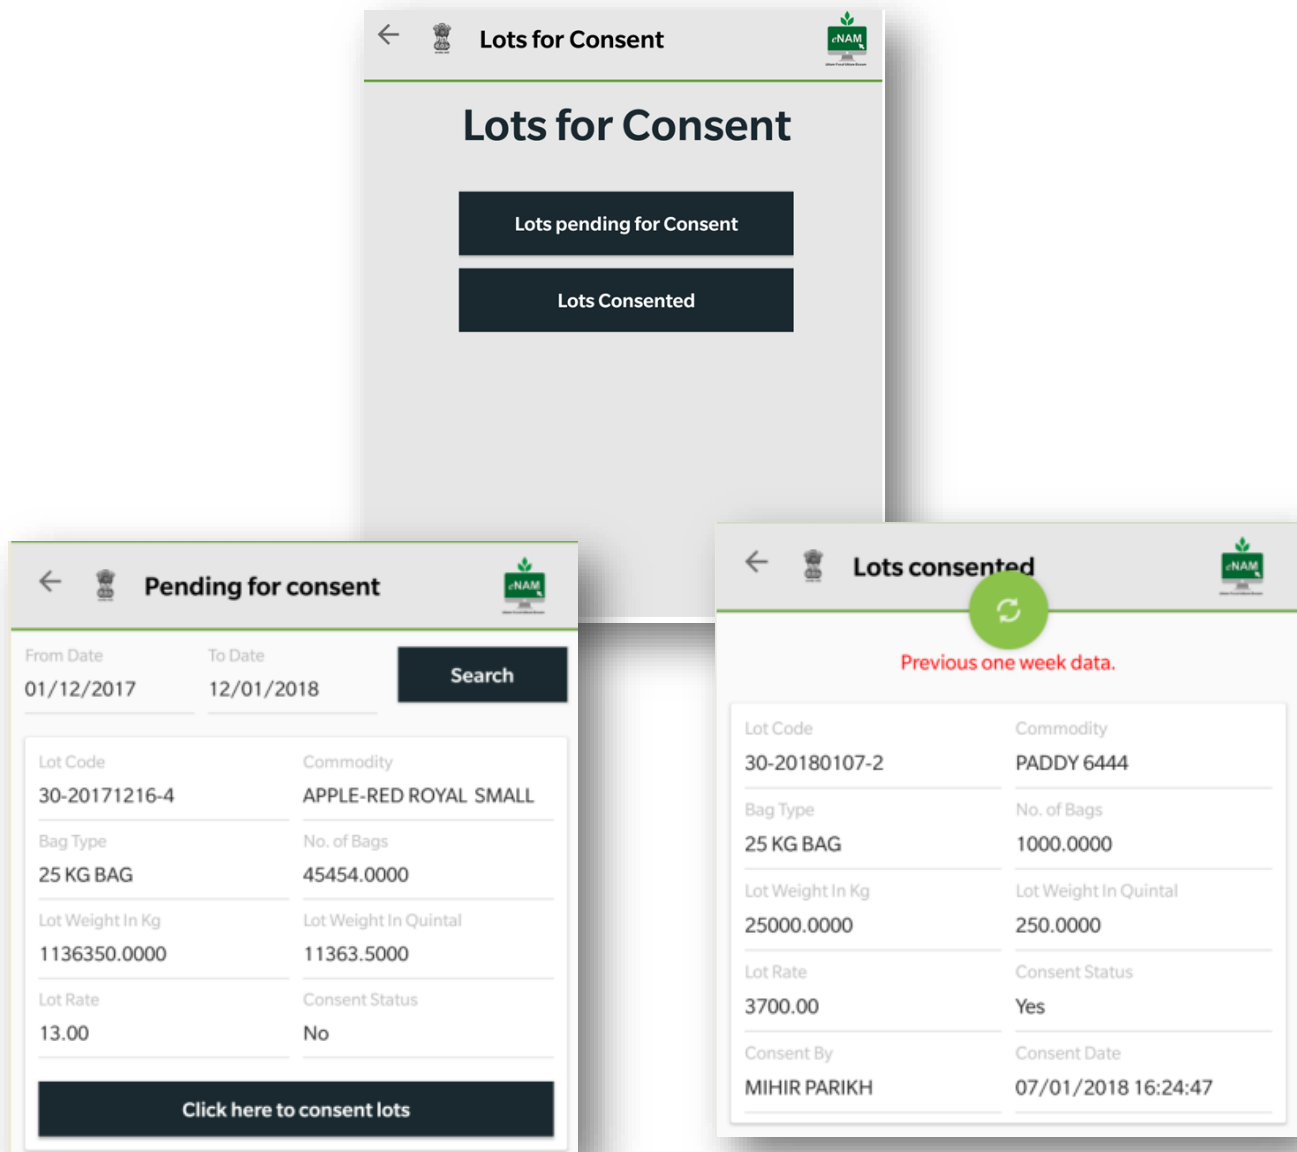 Lots for Consent
eNAM
Lots for Consent
Lots pending for Consent
Lots Consented
Pending for consent
eNAM
From Date To Date
01/12/2017 12/01/2018 Search
Lot Code Commodity
30-20171216-4 APPLE-RED ROYAL SMALL
Bag Type No. of Bags
25 KG BAG 45454.0000
Lot Weight In Kg Lot Weight In Quintal
1136350.0000 11363.5000
Lot Rate Consent Status
13.00 No
Click here to consent lots
Lots consented
eNAM
Previous one week data.
Lot Code Commodity
30-20180107-2 PADDY 6444
Bag Type No. of Bags
25 KG BAG 1000.0000
Lot Weight In Kg Lot Weight In Quintal
25000.0000 250.0000
Lot Rate Consent Status
3700.00 Yes
Consent By Consent Date
MIHIR PARIKH 07/01/2018 16:24:47